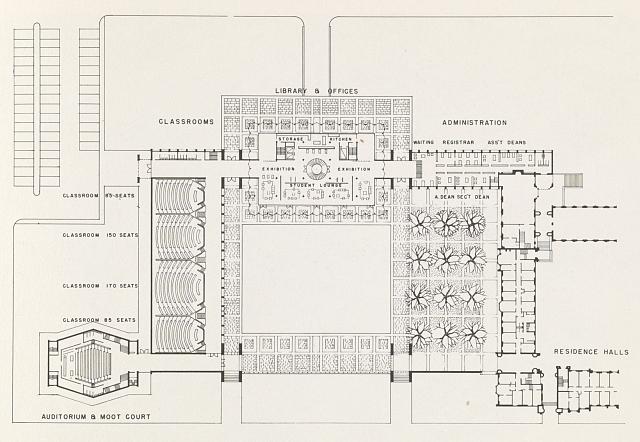 LIBRARY & OFFICES
CLASSROOMS
ADMINISTRATION
STORAGE KITCHEN
WAITING REGISTRAR ASS'T DEANS
EXHIBITION EXHIBITION
STUDENT LOUNGE
CLASSROOM 85 SEATS
A. DEAN SECT DEAN
CLASSROOM 150 SEATS
CLASSROOM 170 SEATS
CLASSROOM 85 SEATS
RESIDENCE HALLS
AUDITORIUM & MOOT COURT